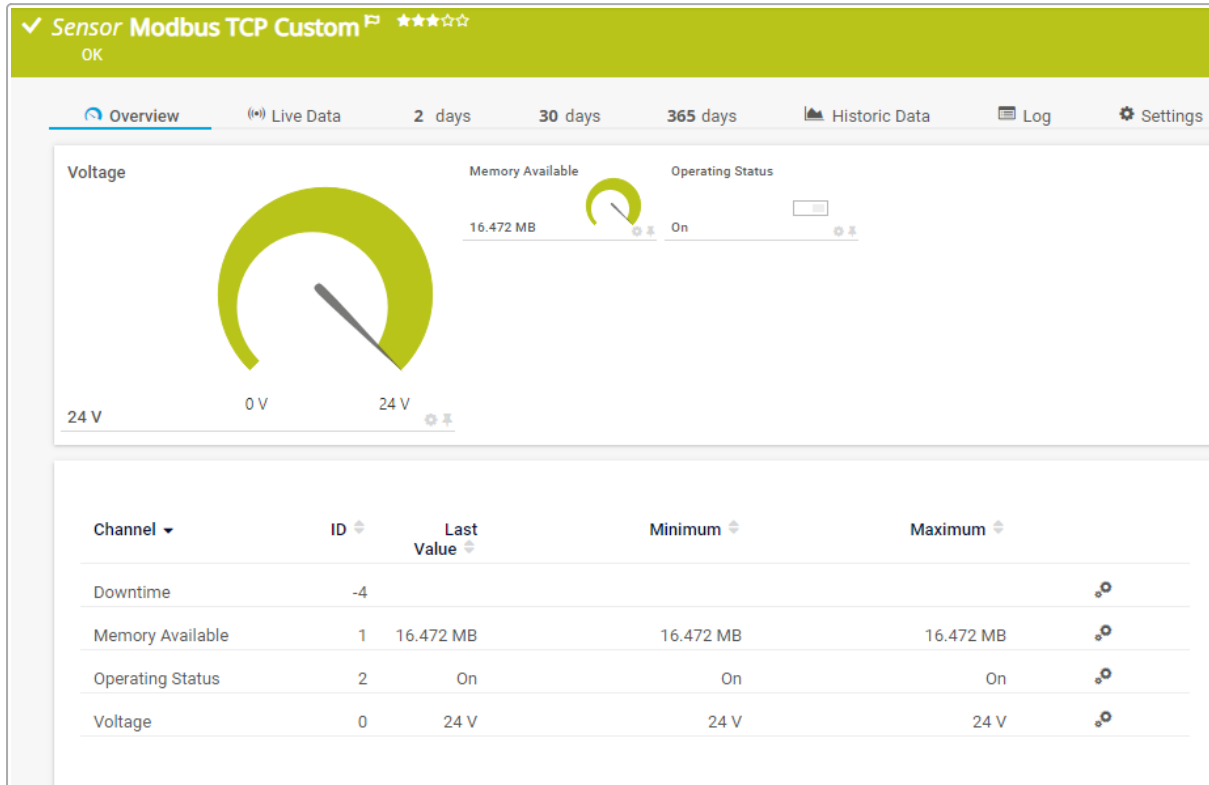 Sensor Modbus TCP Custom
OK
Overview Live Data 2 days 30 days 365 days Historic Data Log Settings
Voltage
0 V 24 V
24 V
Memory Available
16.472 MB
Operating Status
On
Channel ID Last Value Minimum Maximum
Downtime -4
Memory Available 1 16.472 MB 16.472 MB 16.472 MB
Operating Status 2 On On On
Voltage 0 24 V 24 V 24 V